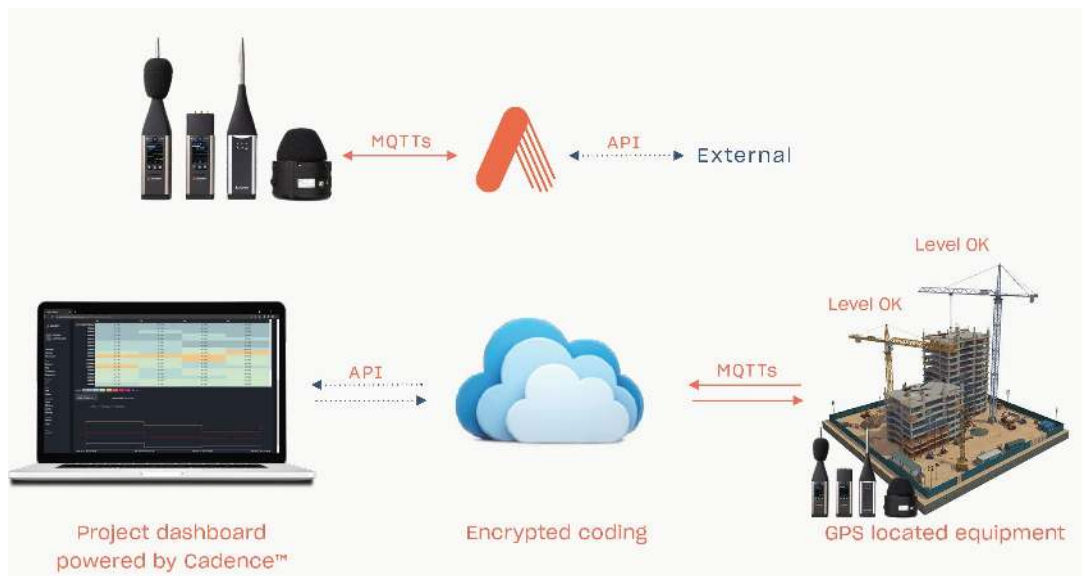 MQTTs
API
External
Level OK
Level OK
API
MQTTs
Project dashboard
powered by Cadence™
Encrypted coding
GPS located equipment